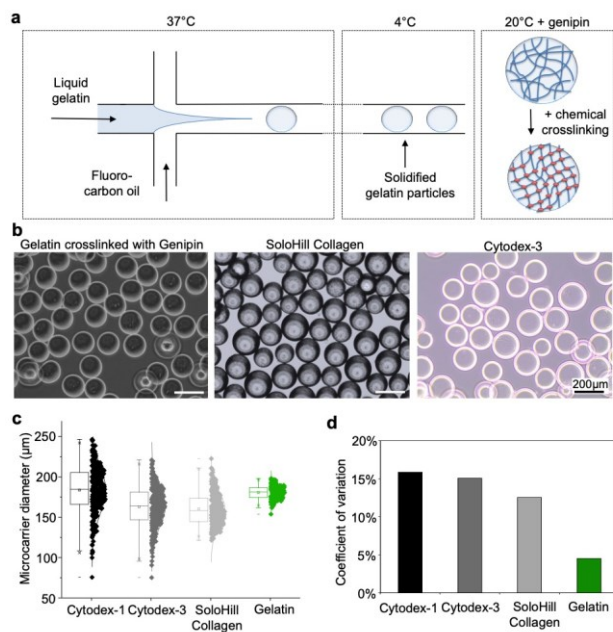 a
37°C
4°C
20°C + genipin
Liquid
gelatin
Fluoro-
carbon oil
Solidified
gelatin particles
+ chemical
crosslinking
b
Gelatin crosslinked with Genipin
SoloHill Collagen
Cytodex-3
200µm
c
Microcarrier diameter (µm)
250
200
150
100
50
Cytodex-1
Cytodex-3
SoloHill
Collagen
Gelatin
d
Coefficient of variation
20%
15%
10%
5%
0%
Cytodex-1
Cytodex-3
SoloHill
Collagen
Gelatin